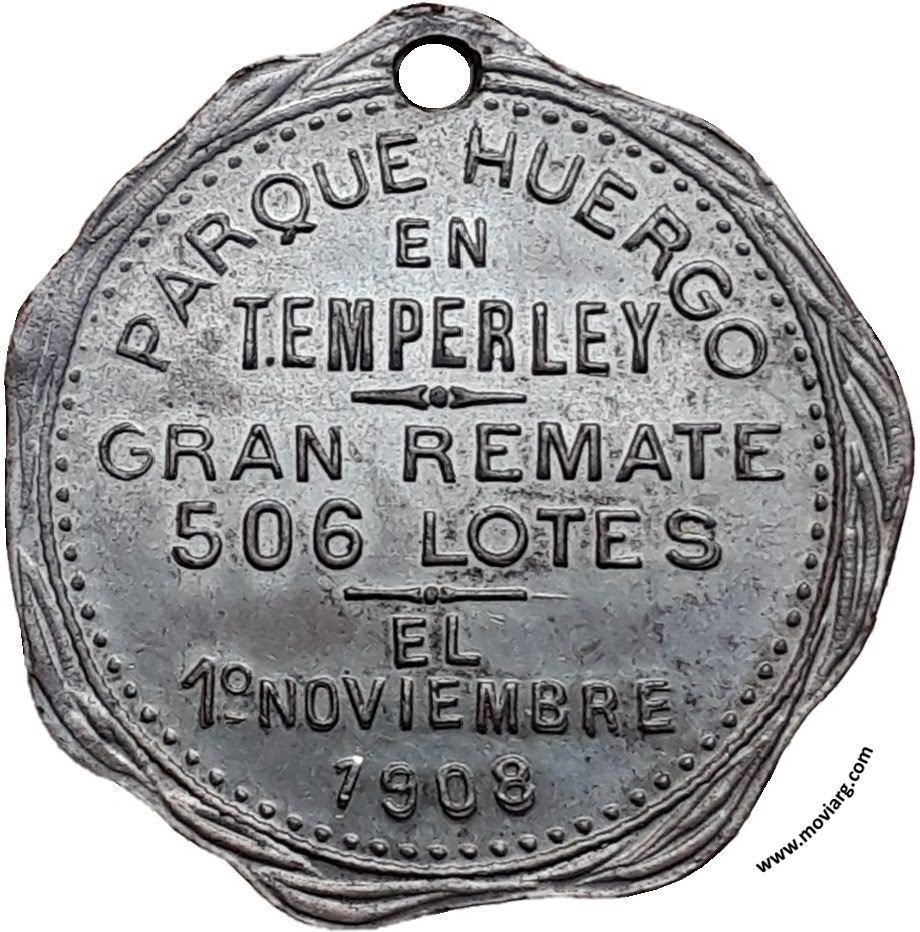 PARQUE HUERGO
EN
T.EMPERLEY
GRAN REMATE
506 LOTES
EL
1º NOVIEMBRE
1908
www.moviarg.com